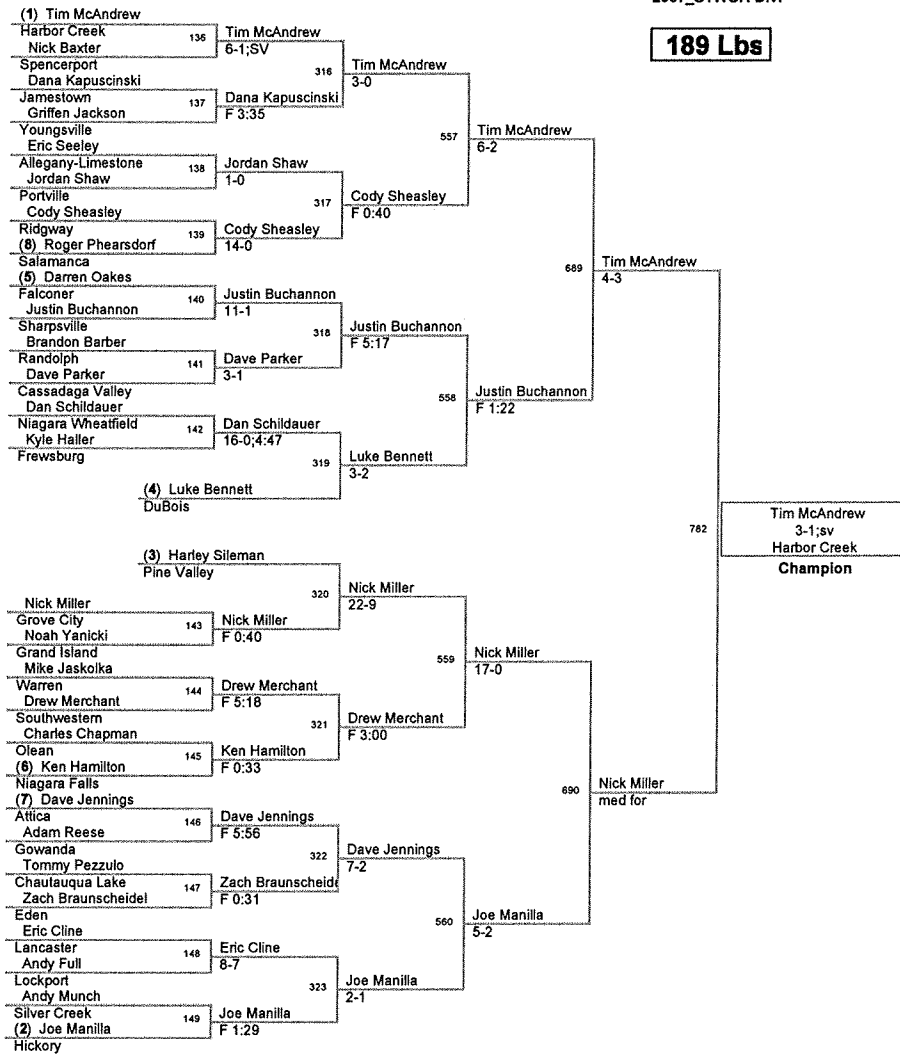 189 Lbs
(1) Tim McAndrew
Harbor Creek
136
Nick Baxter
Spencerport
Dana Kapuscinski
Jamestown
137
Griffen Jackson
Youngsville
Eric Seeley
Allegany-Limestone
138
Jordan Shaw
Portville
Cody Sheasley
Ridgway
139
(8) Roger Phearsdorf
Salamanca
(5) Darren Oakes
Falconer
140
Justin Buchannon
Sharpsville
Brandon Barber
Randolph
141
Dave Parker
Cassadaga Valley
Dan Schildauer
Niagara Wheatfield
142
Kyle Haller
Frewsburg
(4) Luke Bennett
DuBois
(3) Harley Sileman
Pine Valley
Nick Miller
Grove City
143
Noah Yanicki
Grand Island
Mike Jaskolka
Warren
144
Drew Merchant
Southwestern
Charles Chapman
Olean
145
(6) Ken Hamilton
Niagara Falls
(7) Dave Jennings
Attica
146
Adam Reese
Gowanda
Tommy Pezzulo
Chautauqua Lake
147
Zach Braunscheidel
Eden
Eric Cline
Lancaster
148
Andy Full
Lockport
Andy Munch
Silver Creek
149
(2) Joe Manilla
Hickory
Tim McAndrew
6-1;SV
316
Dana Kapuscinski
F 3:35
Jordan Shaw
1-0
317
Cody Sheasley
14-0
Justin Buchannon
11-1
318
Dave Parker
3-1
Dan Schildauer
16-0;4:47
319
320
Nick Miller
F 0:40
Drew Merchant
F 5:18
321
Ken Hamilton
F 0:33
Dave Jennings
F 5:56
322
Zach Braunscheide
F 0:31
Eric Cline
8-7
323
Joe Manilla
F 1:29
Tim McAndrew
3-0
557
Cody Sheasley
F 0:40
Justin Buchannon
F 5:17
558
Luke Bennett
3-2
Nick Miller
22-9
559
Drew Merchant
F 3:00
Dave Jennings
7-2
560
Joe Manilla
2-1
Tim McAndrew
6-2
689
Justin Buchannon
F 1:22
Nick Miller
17-0
690
Joe Manilla
5-2
Tim McAndrew
4-3
782
Nick Miller
med for
Tim McAndrew
3-1;sv
Harbor Creek
Champion